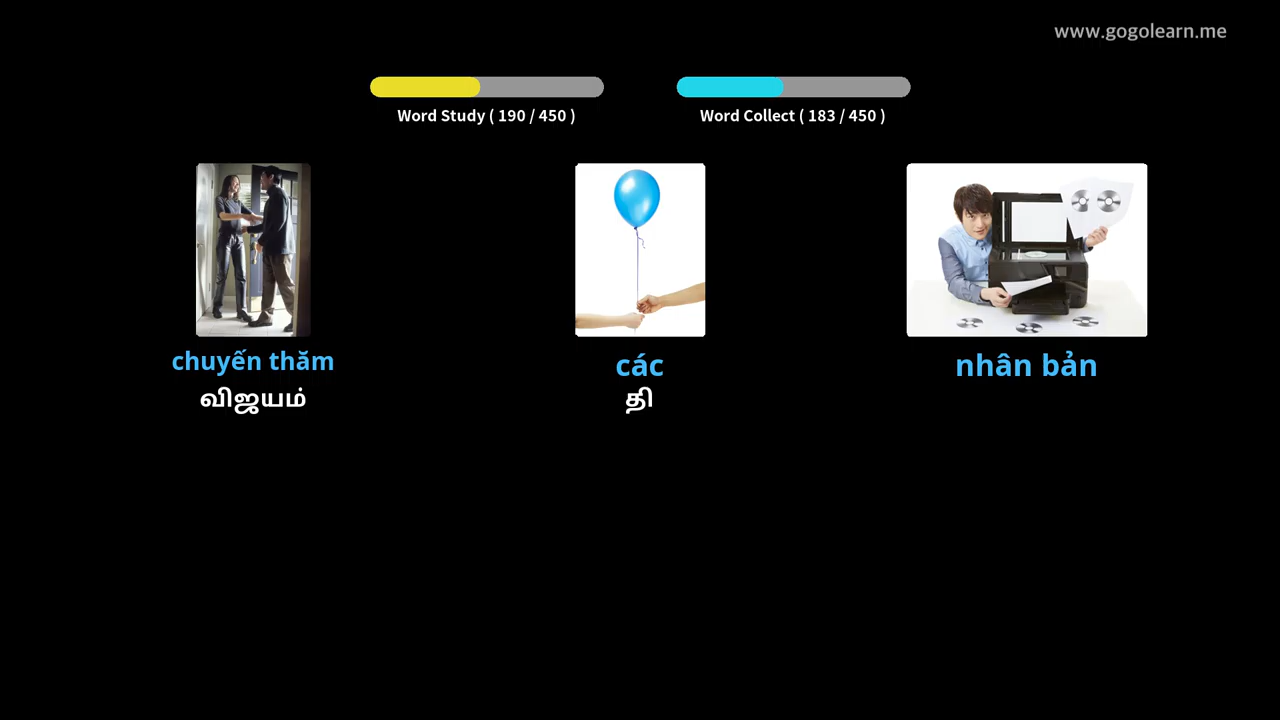 www.gogolearn.me
Word Study ( 190 / 450 )
Word Collect ( 183 / 450 )
chuyến thăm
விஜயம்
các
தி
nhân bản